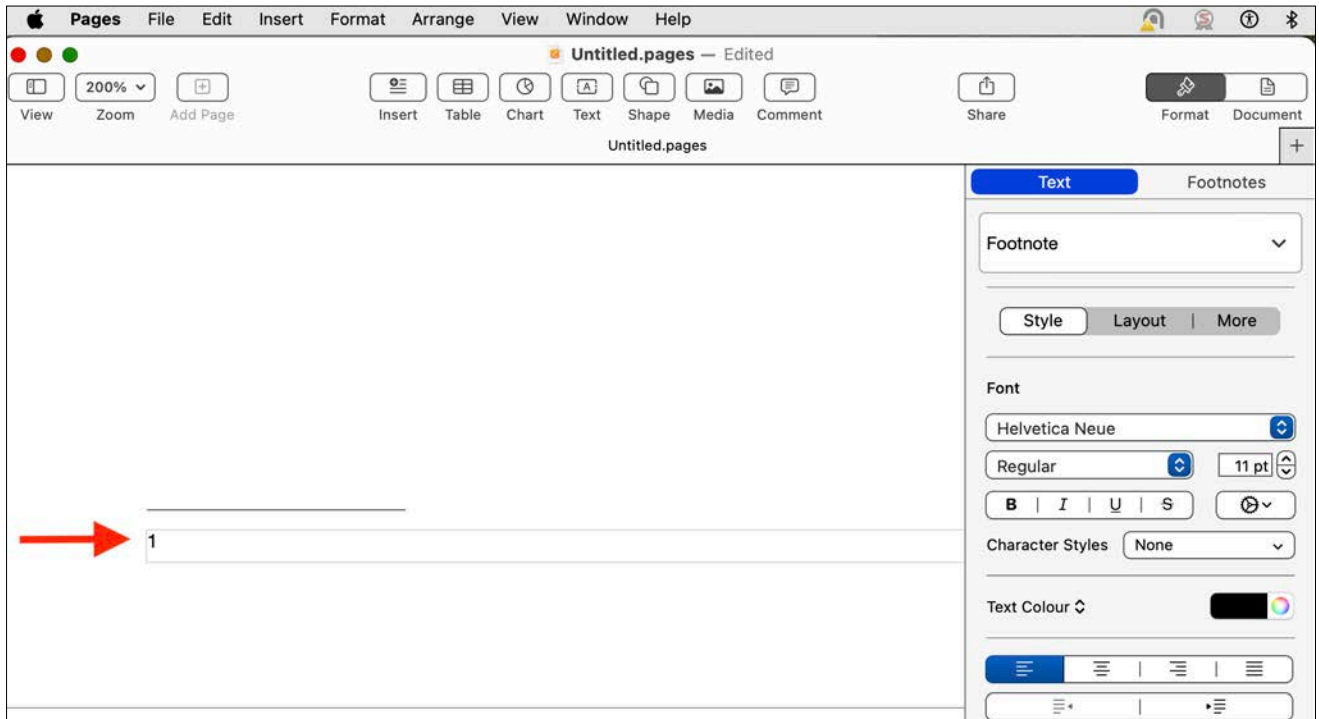 Pages File Edit Insert Format Arrange View Window Help
Untitled.pages — Edited
200%
View Zoom Add Page Insert Table Chart Text Shape Media Comment Share Format Document
Untitled.pages
Text Footnotes
Footnote
Style Layout | More
Font
Helvetica Neue
Regular 11 pt
B | I | U | S
1
Character Styles None
Text Colour